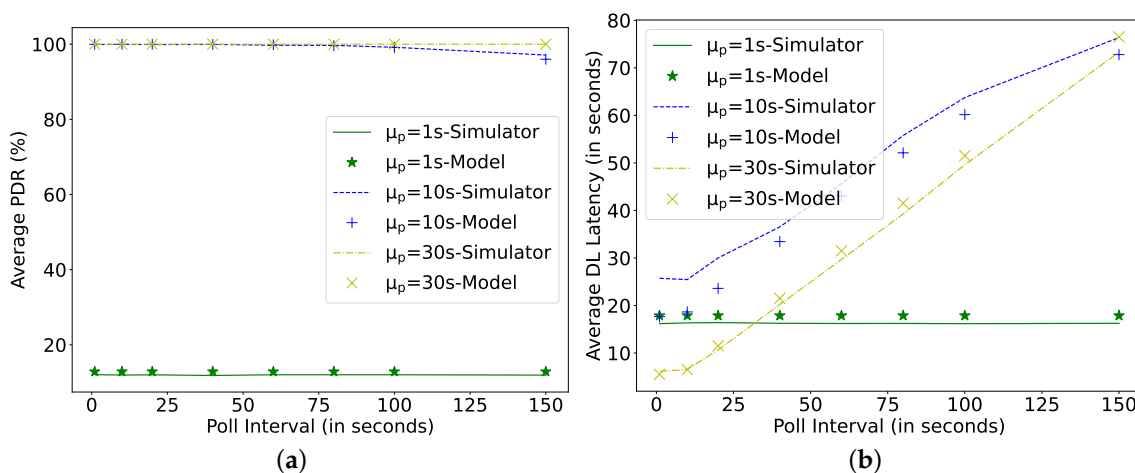 100
80
60
40
20
Average PDR (%)
μp=1s-Simulator
μp=1s-Model
μp=10s-Simulator
μp=10s-Model
μp=30s-Simulator
μp=30s-Model
0 25 50 75 100 125 150
Poll Interval (in seconds)
(a)
80
70
60
50
40
30
20
10
Average DL Latency (in seconds)
μp=1s-Simulator
μp=1s-Model
μp=10s-Simulator
μp=10s-Model
μp=30s-Simulator
μp=30s-Model
0 25 50 75 100 125 150
Poll Interval (in seconds)
(b)